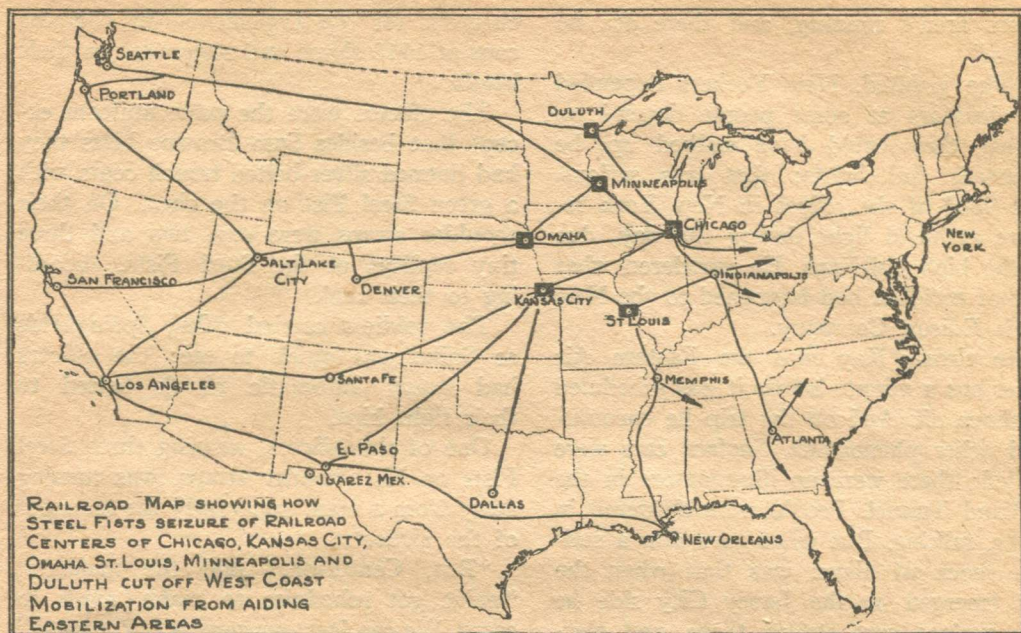 SEATTLE
PORTLAND
DULUTH
MINNEAPOLIS
CHICAGO
NEW
YORK
OMAHA
SALT LAKE
CITY
SAN FRANCISCO
DENVER
INDIANAPOLIS
KANSAS CITY
ST LOUIS
LOS ANGELES
SANTA FE
MEMPHIS
ATLANTA
EL PASO
JUAREZ MEX.
DALLAS
NEW ORLEANS
RAILROAD MAP SHOWING HOW
STEEL FISTS SEIZURE OF RAILROAD
CENTERS OF CHICAGO, KANSAS CITY,
OMAHA ST. LOUIS, MINNEAPOLIS AND
DULUTH CUT OFF WEST COAST
MOBILIZATION FROM AIDING
EASTERN AREAS